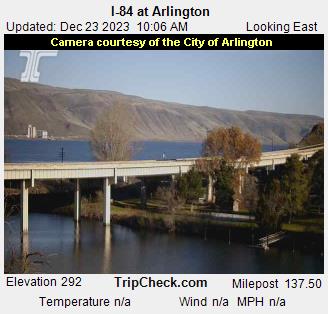 I-84 at Arlington
Updated: Dec 23 2023 10:06 AM Looking East
Camera courtesy of the City of Arlington
Elevation 292 TripCheck.com Milepost 137.50
Temperature n/a Wind n/a MPH n/a